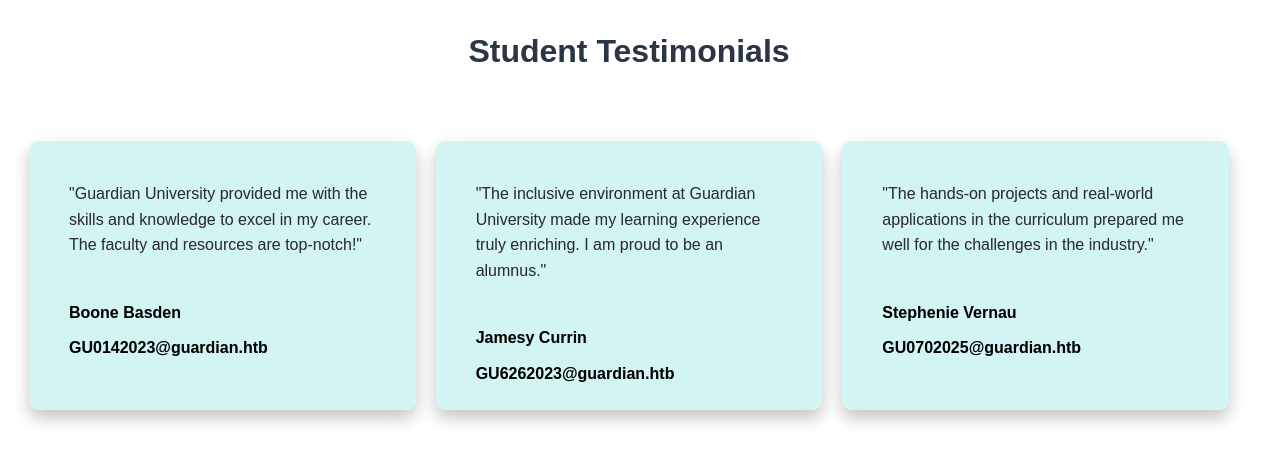 Student Testimonials
"Guardian University provided me with the
skills and knowledge to excel in my career.
The faculty and resources are top-notch!"
Boone Basden
GU0142023@guardian.htb
"The inclusive environment at Guardian
University made my learning experience
truly enriching. I am proud to be an
alumnus."
Jamesy Currin
GU6262023@guardian.htb
"The hands-on projects and real-world
applications in the curriculum prepared me
well for the challenges in the industry."
Stephenie Vernau
GU0702025@guardian.htb